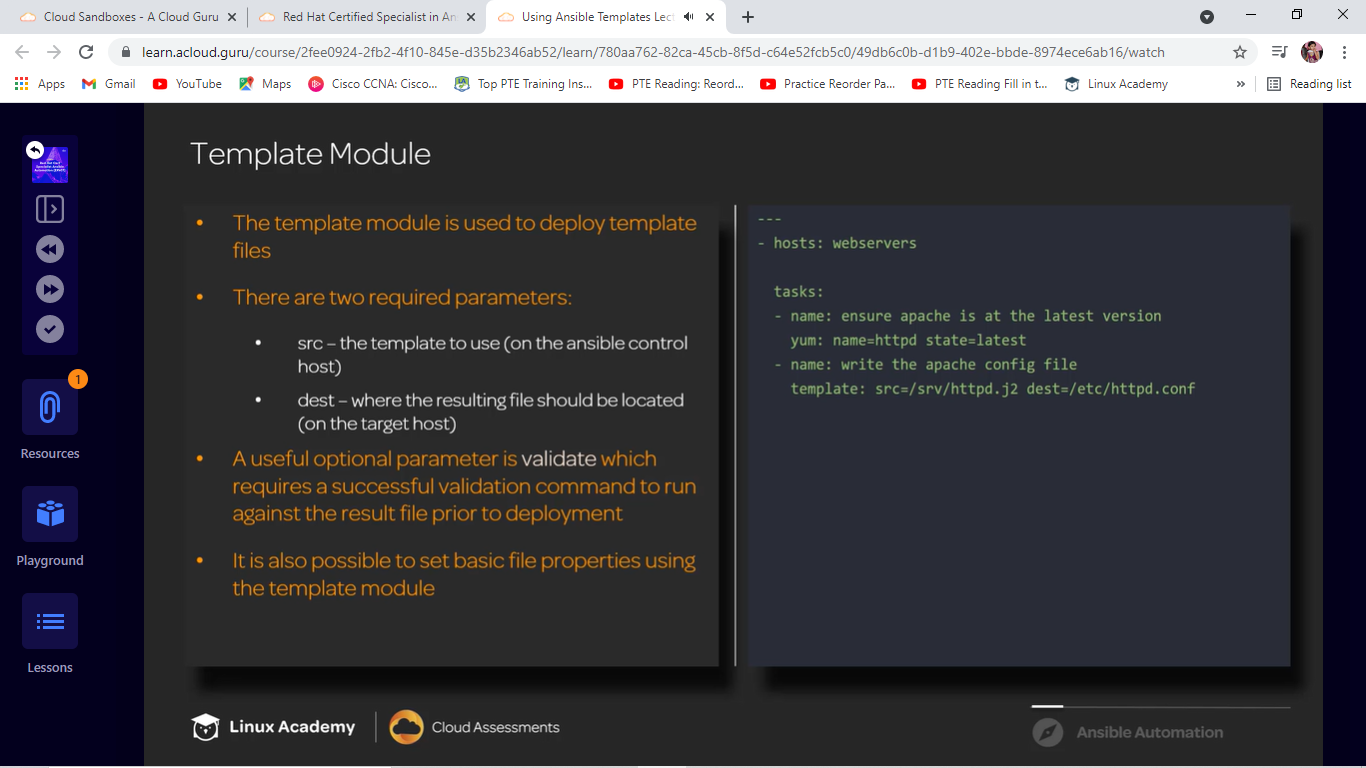 Cloud Sandboxes - A Cloud Guru
Red Hat Certified Specialist in An
Using Ansible Templates Lect
learn.acloud.guru/course/2fee0924-2fb2-4f10-845e-d35b2346ab52/learn/780aa762-82ca-45cb-8f5d-c64e52fcb5c0/49db6c0b-d1b9-402e-bbde-8974ece6ab16/watch
Apps
Gmail
YouTube
Maps
Cisco CCNA: Cisco...
Top PTE Training Ins...
PTE Reading: Reord...
Practice Reorder Pa...
PTE Reading Fill in t...
Linux Academy
»
Reading list
1
Resources
Playground
Lessons
Template Module
• The template module is used to deploy template
files
• There are two required parameters:
• src – the template to use (on the ansible control
host)
• dest – where the resulting file should be located
(on the target host)
• A useful optional parameter is validate which
requires a successful validation command to run
against the result file prior to deployment
• It is also possible to set basic file properties using
the template module
---
- hosts: webservers
tasks:
- name: ensure apache is at the latest version
yum: name=httpd state=latest
- name: write the apache config file
template: src=/srv/httpd.j2 dest=/etc/httpd.conf
Linux Academy
Cloud Assessments
Ansible Automation